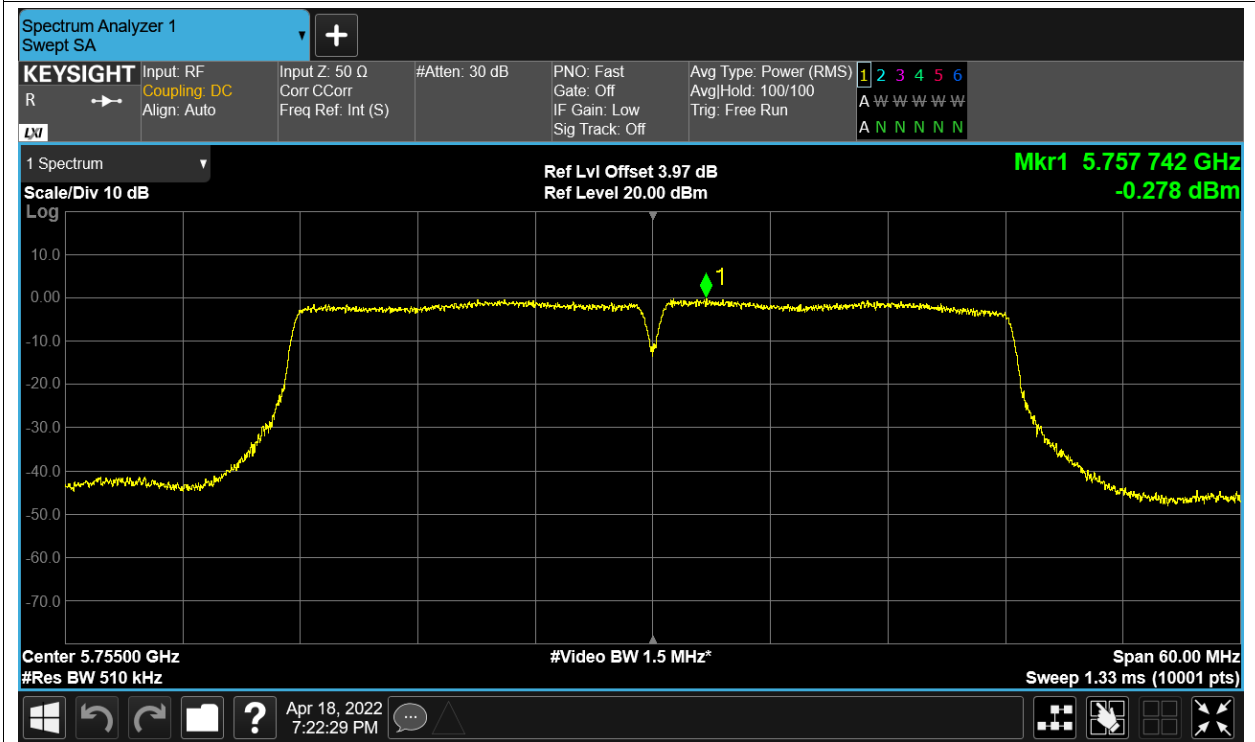 Spectrum Analyzer 1
Swept SA
KEYSIGHT
R
LXI
Input: RF
Coupling: DC
Align: Auto
Input Z: 50 Ω
Corr CCorr
Freq Ref: Int (S)
#Atten: 30 dB
PNO: Fast
Gate: Off
IF Gain: Low
Sig Track: Off
Avg Type: Power (RMS)
Avg|Hold: 100/100
Trig: Free Run
1 2 3 4 5 6
A W W W W W
A N N N N N
1 Spectrum
Scale/Div 10 dB
Log
Ref Lvl Offset 3.97 dB
Ref Level 20.00 dBm
Mkr1 5.757 742 GHz
-0.278 dBm
1
10.0
0.00
-10.0
-20.0
-30.0
-40.0
-50.0
-60.0
-70.0
Center 5.75500 GHz
#Res BW 510 kHz
#Video BW 1.5 MHz*
Span 60.00 MHz
Sweep 1.33 ms (10001 pts)
?
Apr 18, 2022
7:22:29 PM